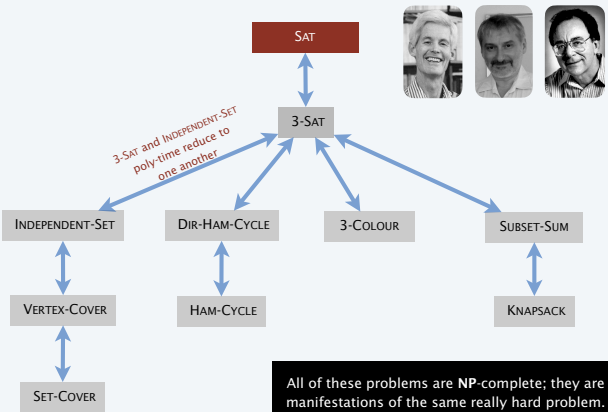 SAT
3-SAT
3-SAT and INDEPENDENT-SET
poly-time reduce to
one another
INDEPENDENT-SET
DIR-HAM-CYCLE
3-COLOUR
SUBSET-SUM
VERTEX-COVER
HAM-CYCLE
KNAPSACK
SET-COVER
All of these problems are NP-complete; they are
manifestations of the same really hard problem.